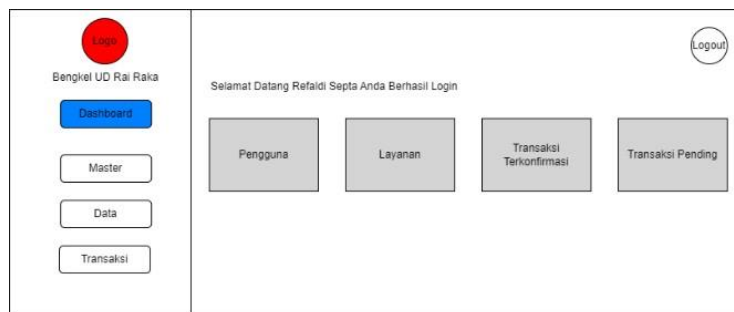 Logo
Bengkel UD Rai Raka
Dashboard
Master
Data
Transaksi
Logout
Selamat Datang Refaldi Septa Anda Berhasil Login
Pengguna
Layanan
Transaksi
Terkonfirmasi
Transaksi Pending